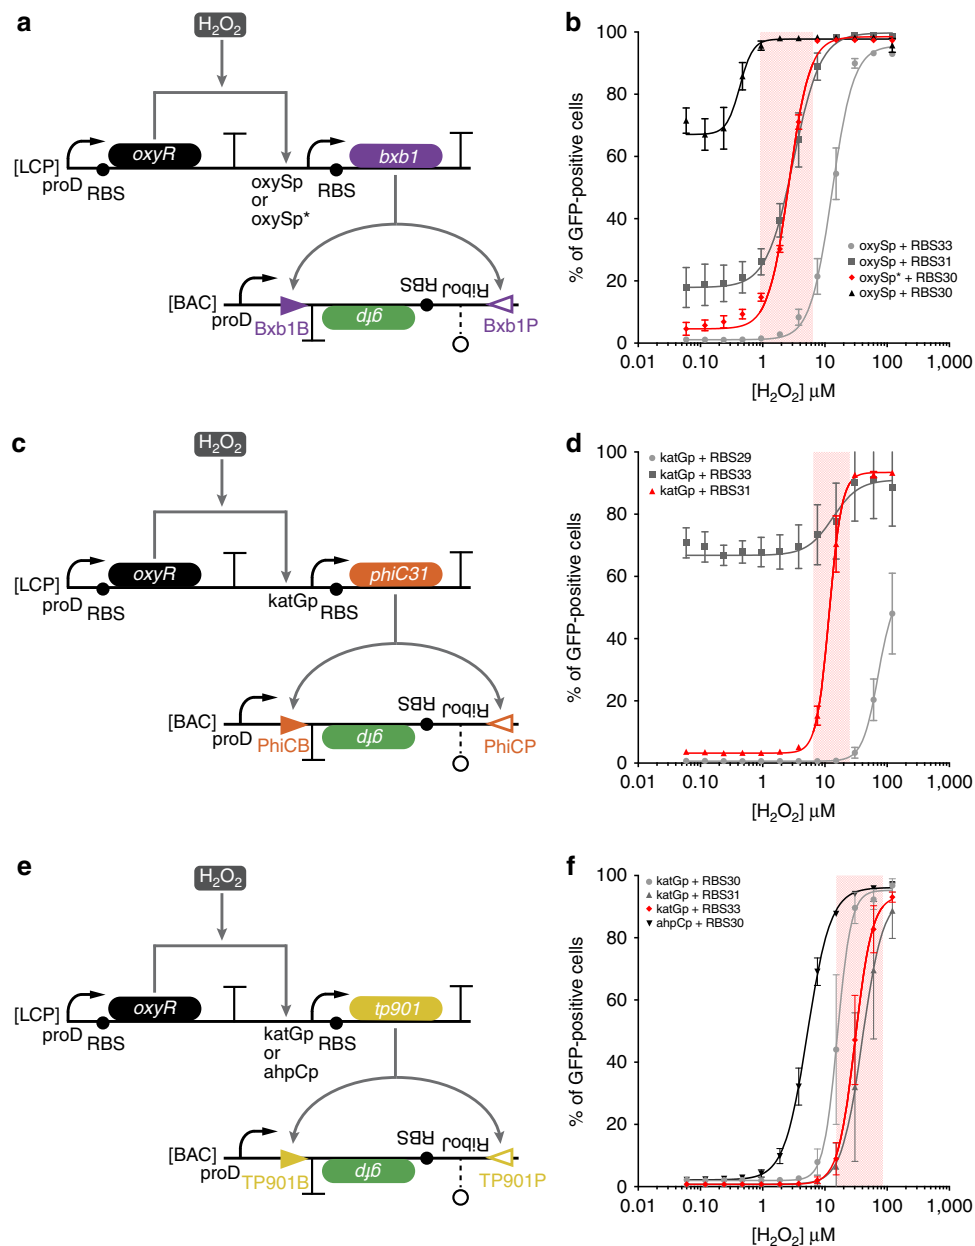 a
H₂O₂
oxyR
bxb1
[LCP]
proD
RBS
oxySp
or
oxySp*
RBS
RBS
RiboJ
[BAC]
proD
Bxb1B
gfp
Bxb1P
b
% of GFP-positive cells
100
80
60
40
20
0
oxySp + RBS33
oxySp + RBS31
oxySp* + RBS30
oxySp + RBS30
0.01
0.10
1
10
100
1,000
[H₂O₂] μM
c
H₂O₂
oxyR
phiC31
[LCP]
proD
RBS
katGp
RBS
RBS
RiboJ
[BAC]
proD
PhiCB
gfp
PhiCP
d
% of GFP-positive cells
100
80
60
40
20
0
katGp + RBS29
katGp + RBS33
katGp + RBS31
0.01
0.10
1
10
100
1,000
[H₂O₂] μM
e
H₂O₂
oxyR
tp901
[LCP]
proD
RBS
katGp
or
ahpCp
RBS
RBS
RiboJ
[BAC]
proD
TP901B
gfp
TP901P
f
% of GFP-positive cells
100
80
60
40
20
0
katGp + RBS30
katGp + RBS31
katGp + RBS33
ahpCp + RBS30
0.01
0.10
1
10
100
1,000
[H₂O₂] μM